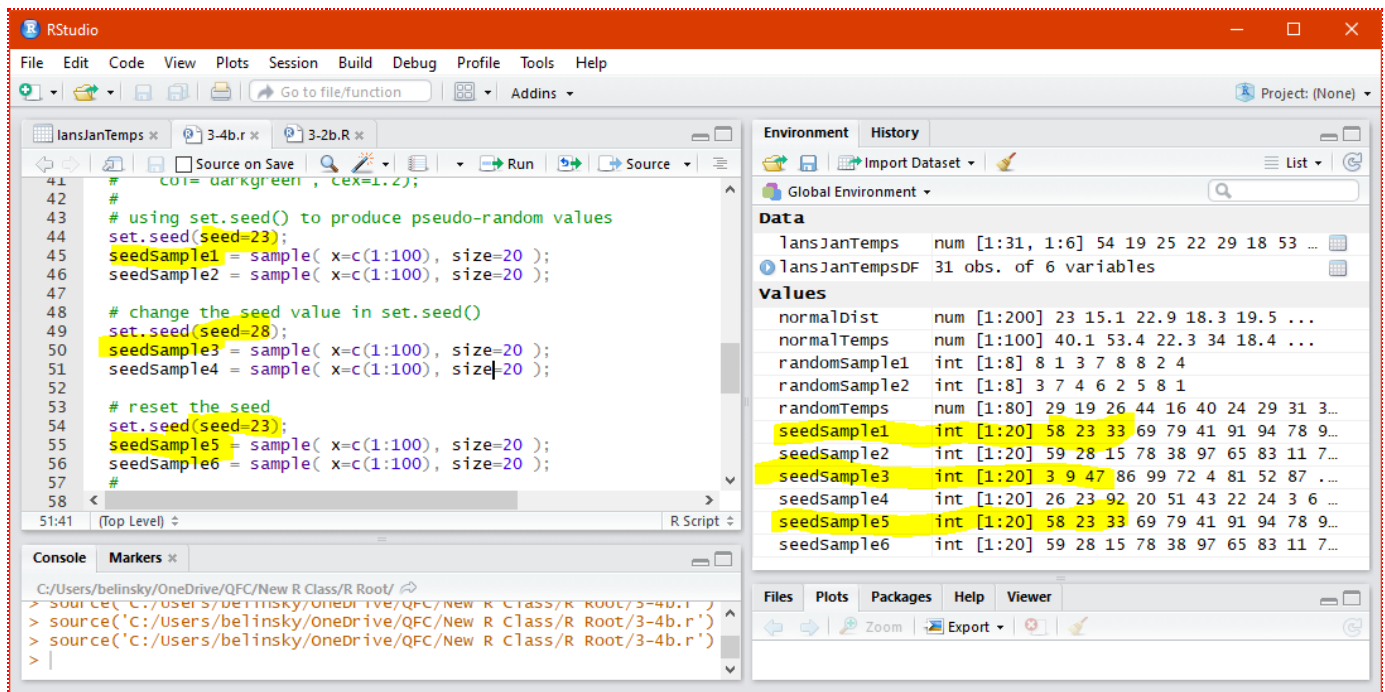 RStudio
File Edit Code View Plots Session Build Debug Profile Tools Help
Go to file/function Addins Project: (None)
lansJanTemps 3-4b.r 3-2b.R
Source on Save Run Source
41 # col="darkgreen", cex=1.2);
42 #
43 # using set.seed() to produce pseudo-random values
44 set.seed(seed=23);
45 seedSample1 = sample( x=c(1:100), size=20 );
46 seedSample2 = sample( x=c(1:100), size=20 );
47
48 # change the seed value in set.seed()
49 set.seed(seed=28);
50 seedSample3 = sample( x=c(1:100), size=20 );
51 seedSample4 = sample( x=c(1:100), size=20 );
52
53 # reset the seed
54 set.seed(seed=23);
55 seedSample5 = sample( x=c(1:100), size=20 );
56 seedSample6 = sample( x=c(1:100), size=20 );
57 #
58
51:41 (Top Level) R Script
Console Markers
C:/Users/belinsky/OneDrive/QFC/New R Class/R Root/
> source('C:/Users/belinsky/OneDrive/QFC/New R Class/R Root/3-4b.r')
> source('C:/Users/belinsky/OneDrive/QFC/New R Class/R Root/3-4b.r')
> source('C:/Users/belinsky/OneDrive/QFC/New R Class/R Root/3-4b.r')
>
Environment History
Import Dataset List
Global Environment
Data
lansJanTemps num [1:31, 1:6] 54 19 25 22 29 18 53 …
lansJanTempsDF 31 obs. of 6 variables
Values
normalDist num [1:200] 23 15.1 22.9 18.3 19.5 ...
normalTemps num [1:100] 40.1 53.4 22.3 34 18.4 ...
randomSample1 int [1:8] 8 1 3 7 8 8 2 4
randomSample2 int [1:8] 3 7 4 6 2 5 8 1
randomTemps num [1:80] 29 19 26 44 16 40 24 29 31 3…
seedSample1 int [1:20] 58 23 33 69 79 41 91 94 78 9…
seedSample2 int [1:20] 59 28 15 78 38 97 65 83 11 7…
seedSample3 int [1:20] 3 9 47 86 99 72 4 81 52 87 .…
seedSample4 int [1:20] 26 23 92 20 51 43 22 24 3 6 …
seedSample5 int [1:20] 58 23 33 69 79 41 91 94 78 9…
seedSample6 int [1:20] 59 28 15 78 38 97 65 83 11 7…
Files Plots Packages Help Viewer
Zoom Export